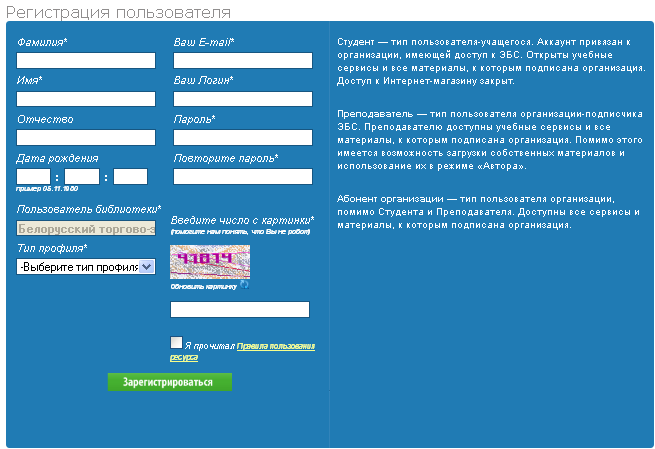 Регистрация пользователя
Фамилия*
Имя*
Отчество
Дата рождения
: :
пример 05.11.1980
Пользователь библиотеки*
Белорусский торгово-э
Тип профиля*
-Выберите тип профиля
Ваш E-mail*
Ваш Логин*
Пароль*
Повторите пароль*
Введите число с картинки*
(помогите нам понять, что Вы не робот)
Обновить картинку
Я прочитал Правила пользования
ресурса
Зарегистрироваться
Студент — тип пользователя-учащегося. Аккаунт привязан к
организации, имеющей доступ к ЭБС. Открыты учебные
сервисы и все материалы, к которым подписана организация.
Доступ к Интернет-магазину закрыт.
Преподаватель — тип пользователя организации-подписчика
ЭБС. Преподавателю доступны учебные сервисы и все
материалы, к которым подписана организация. Помимо этого
имеется возможность загрузки собственных материалов и
использование их в режиме «Автора».
Абонент организации — тип пользователя организации,
помимо Студента и Преподавателя. Доступны все сервисы и
материалы, к которым подписана организация.